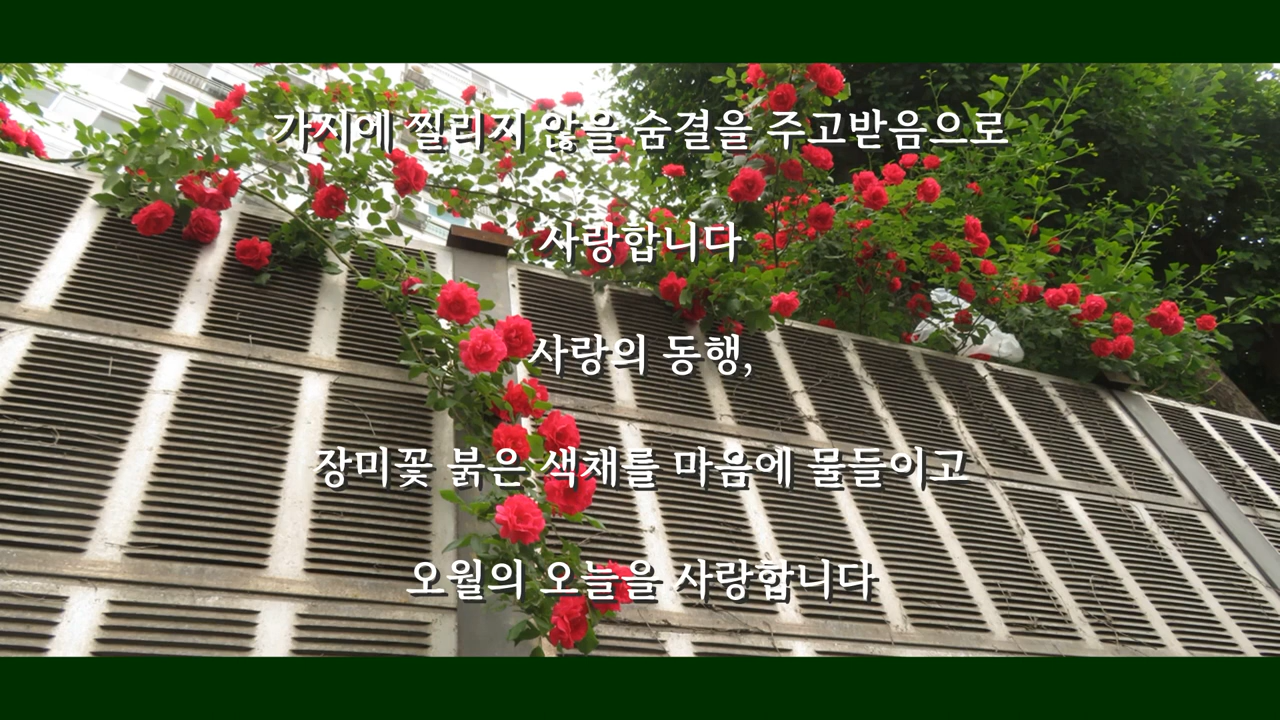 가시에 찔리지 않을 숨결을 주고받음으로
사랑합니다
사랑의 동행,
장미꽃 붉은 색채를 마음에 물들이고
오월의 오늘을 사랑합니다